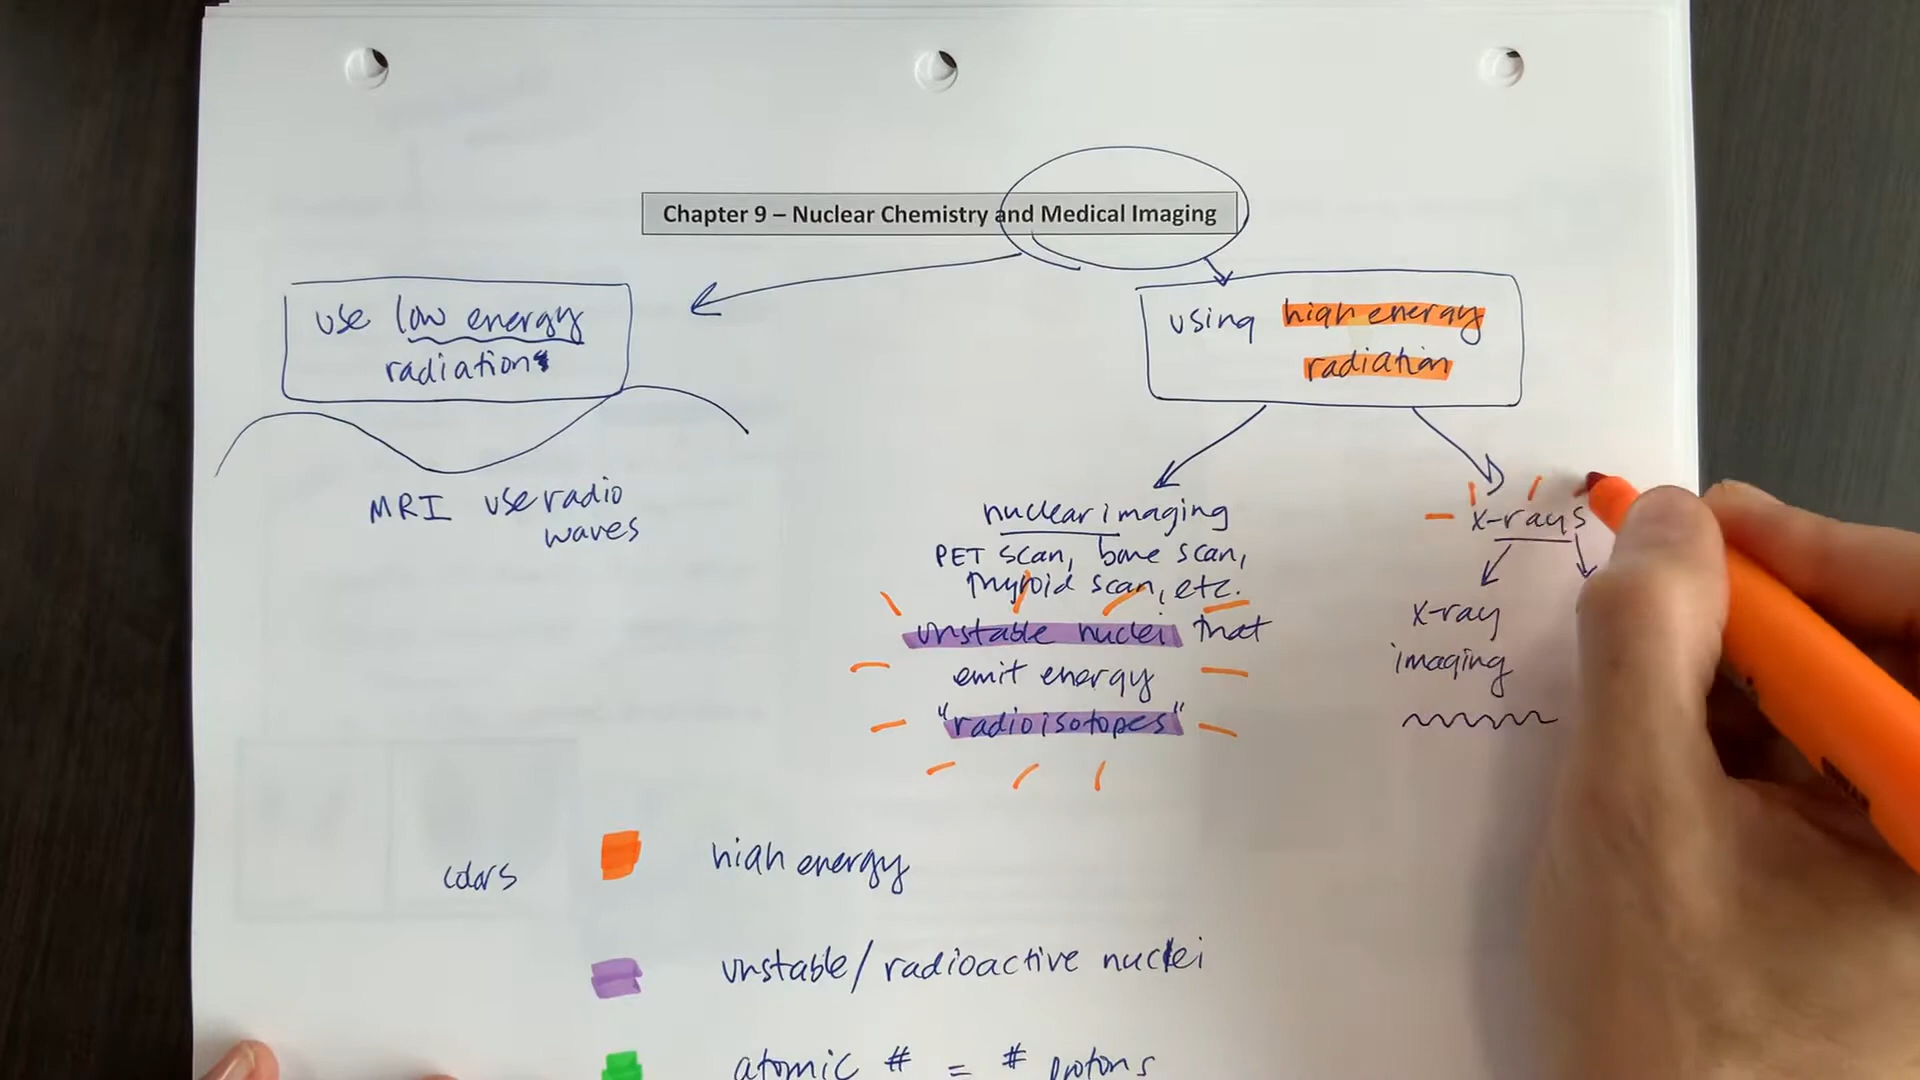 Chapter 9 – Nuclear Chemistry and Medical Imaging
use low energy
radiation
MRI use radio
waves
using high energy
radiation
nuclear imaging
PET scan, bone scan,
thyroid scan, etc.
unstable nuclei that
emit energy
"radioisotopes"
x-rays
x-ray
imaging
colors
high energy
unstable/radioactive nuclei
atomic # = # protons